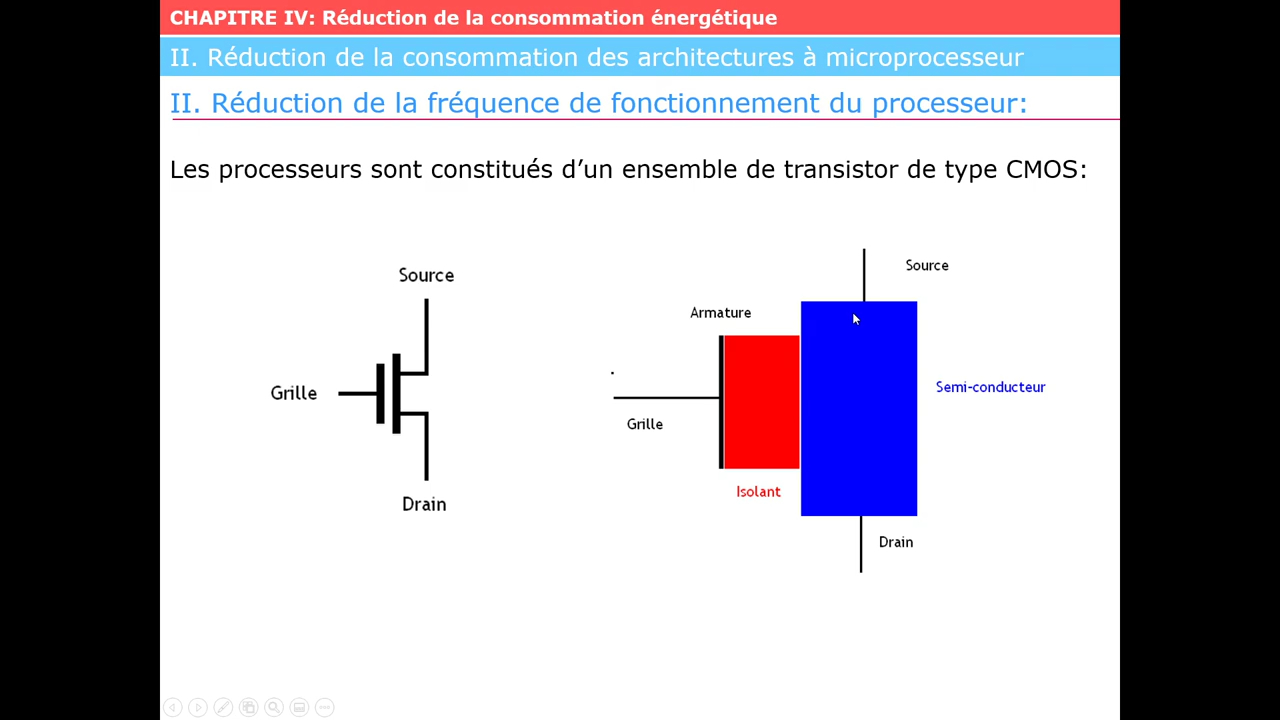 CHAPITRE IV: Réduction de la consommation énergétique
II. Réduction de la consommation des architectures à microprocesseur
II. Réduction de la fréquence de fonctionnement du processeur:
Les processeurs sont constitués d’un ensemble de transistor de type CMOS:
Source
Grille
Drain
Source
Armature
Semi-conducteur
Grille
Isolant
Drain